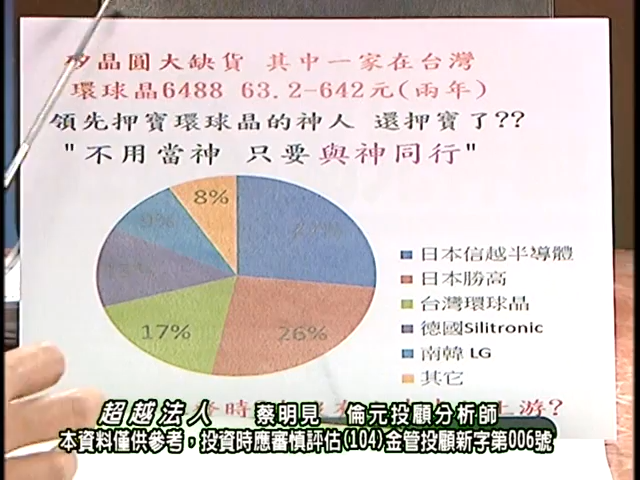 矽晶圓大缺貨 其中一家在台灣
環球晶6488 63.2-642元(兩年)
領先押寶環球晶的神人 還押寶了??
"不用當神 只要與神同行"
8%
9%
27%
13%
17%
26%
日本信越半導體
日本勝高
台灣環球晶
德國Silitronic
南韓 LG
其它
時
上游?
超越法人 蔡明見 倫元投顧分析師
本資料僅供參考，投資時應審慎評估(104)金管投顧新字第006號